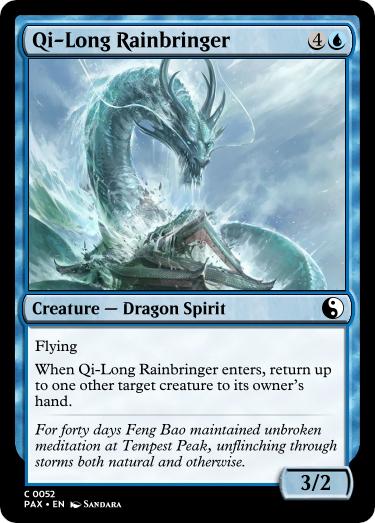 Qi-Long Rainbringer 4
Creature — Dragon Spirit
Flying
When Qi-Long Rainbringer enters, return up
to one other target creature to its owner's
hand.
For forty days Feng Bao maintained unbroken
meditation at Tempest Peak, unflinching through
storms both natural and otherwise.
3/2
C 0052
PAX • EN SANDARA